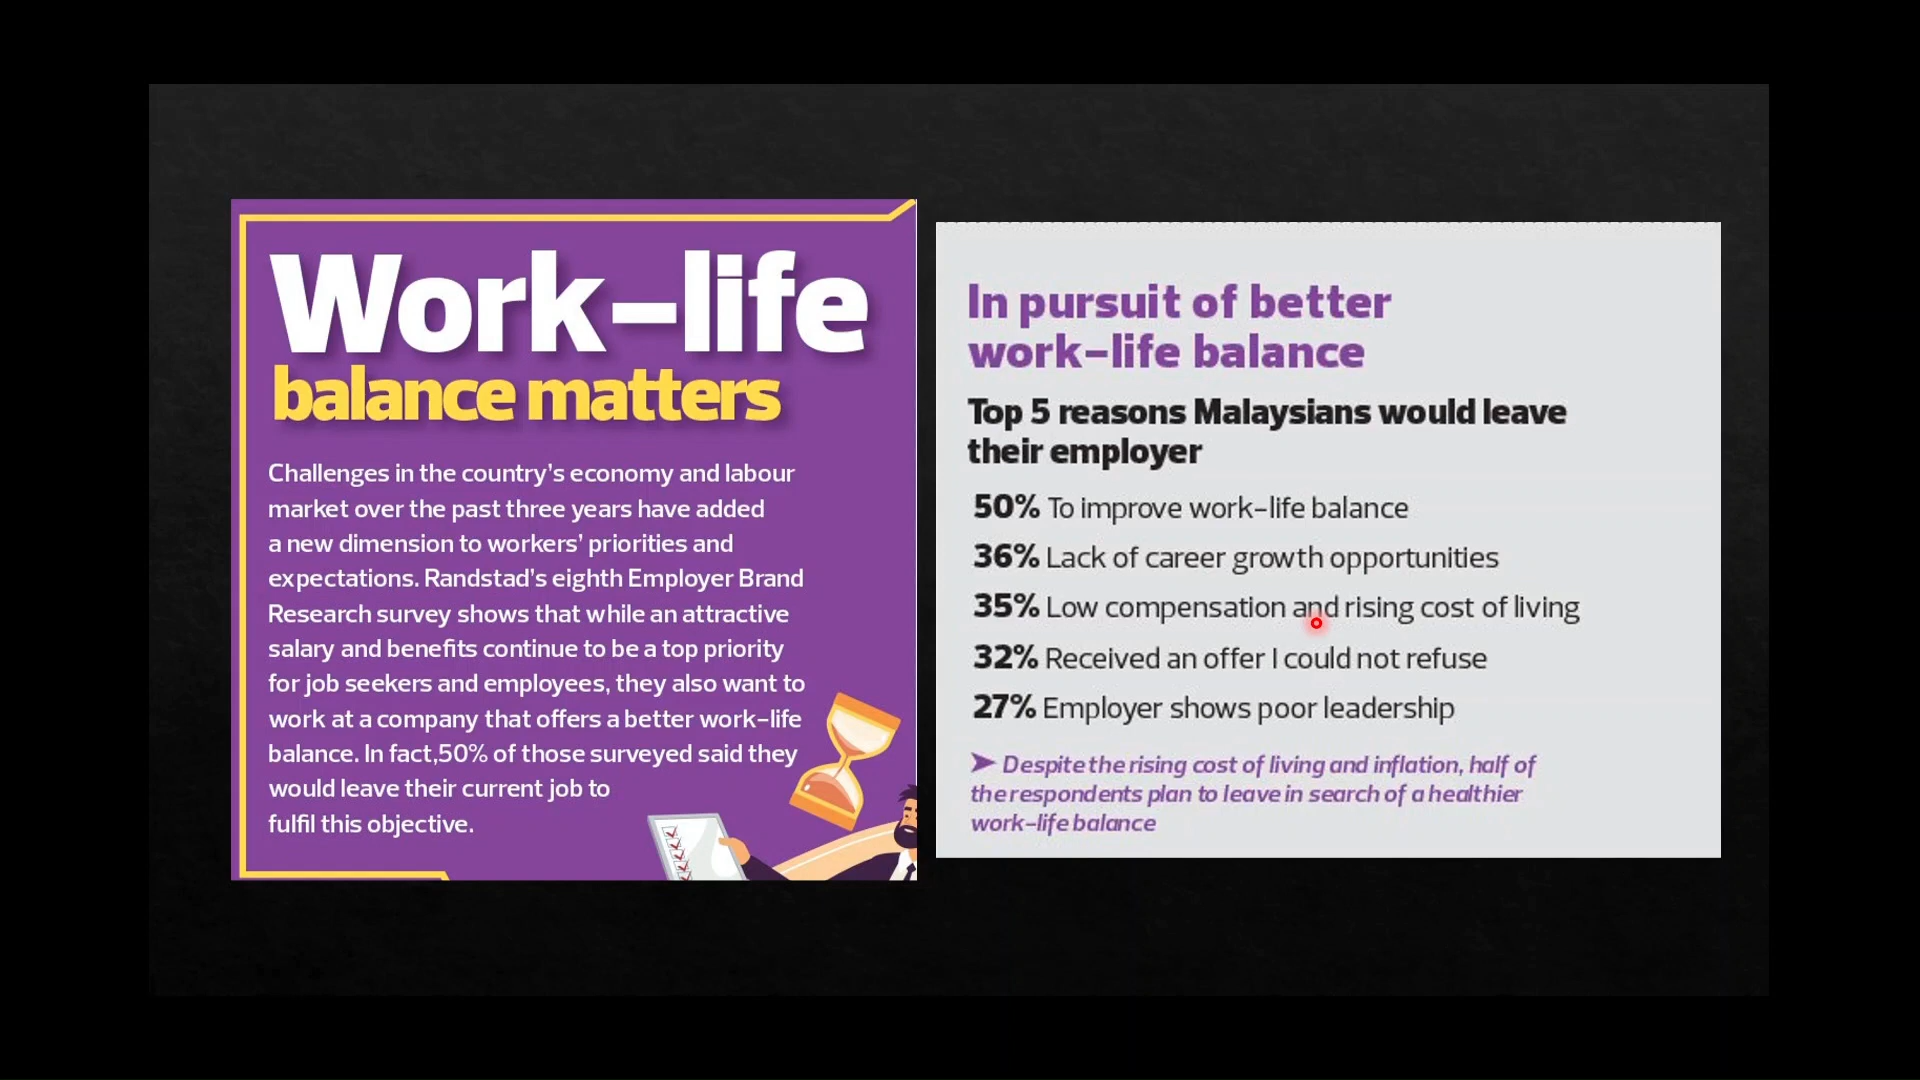 Work-life
balance matters
Challenges in the country's economy and labour
market over the past three years have added
a new dimension to workers' priorities and
expectations. Randstad's eighth Employer Brand
Research survey shows that while an attractive
salary and benefits continue to be a top priority
for job seekers and employees, they also want to
work at a company that offers a better work-life
balance. In fact,50% of those surveyed said they
would leave their current job to
fulfil this objective.
In pursuit of better
work-life balance
Top 5 reasons Malaysians would leave
their employer
50% To improve work-life balance
36% Lack of career growth opportunities
35% Low compensation and rising cost of living
32% Received an offer I could not refuse
27% Employer shows poor leadership
➤ Despite the rising cost of living and inflation, half of
the respondents plan to leave in search of a healthier
work-life balance